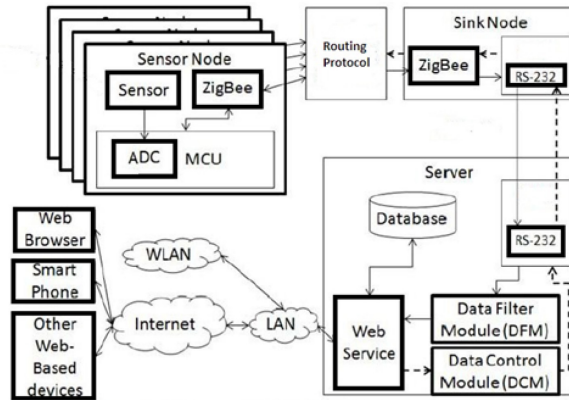 Sensor Node
Sensor
ZigBee
ADC
MCU
Routing
Protocol
Sink Node
ZigBee
RS-232
Server
Database
RS-232
Web
Service
Data Filter
Module (DFM)
Data Control
Module (DCM)
Web
Browser
Smart
Phone
Other
Web-
Based
devices
WLAN
Internet
LAN